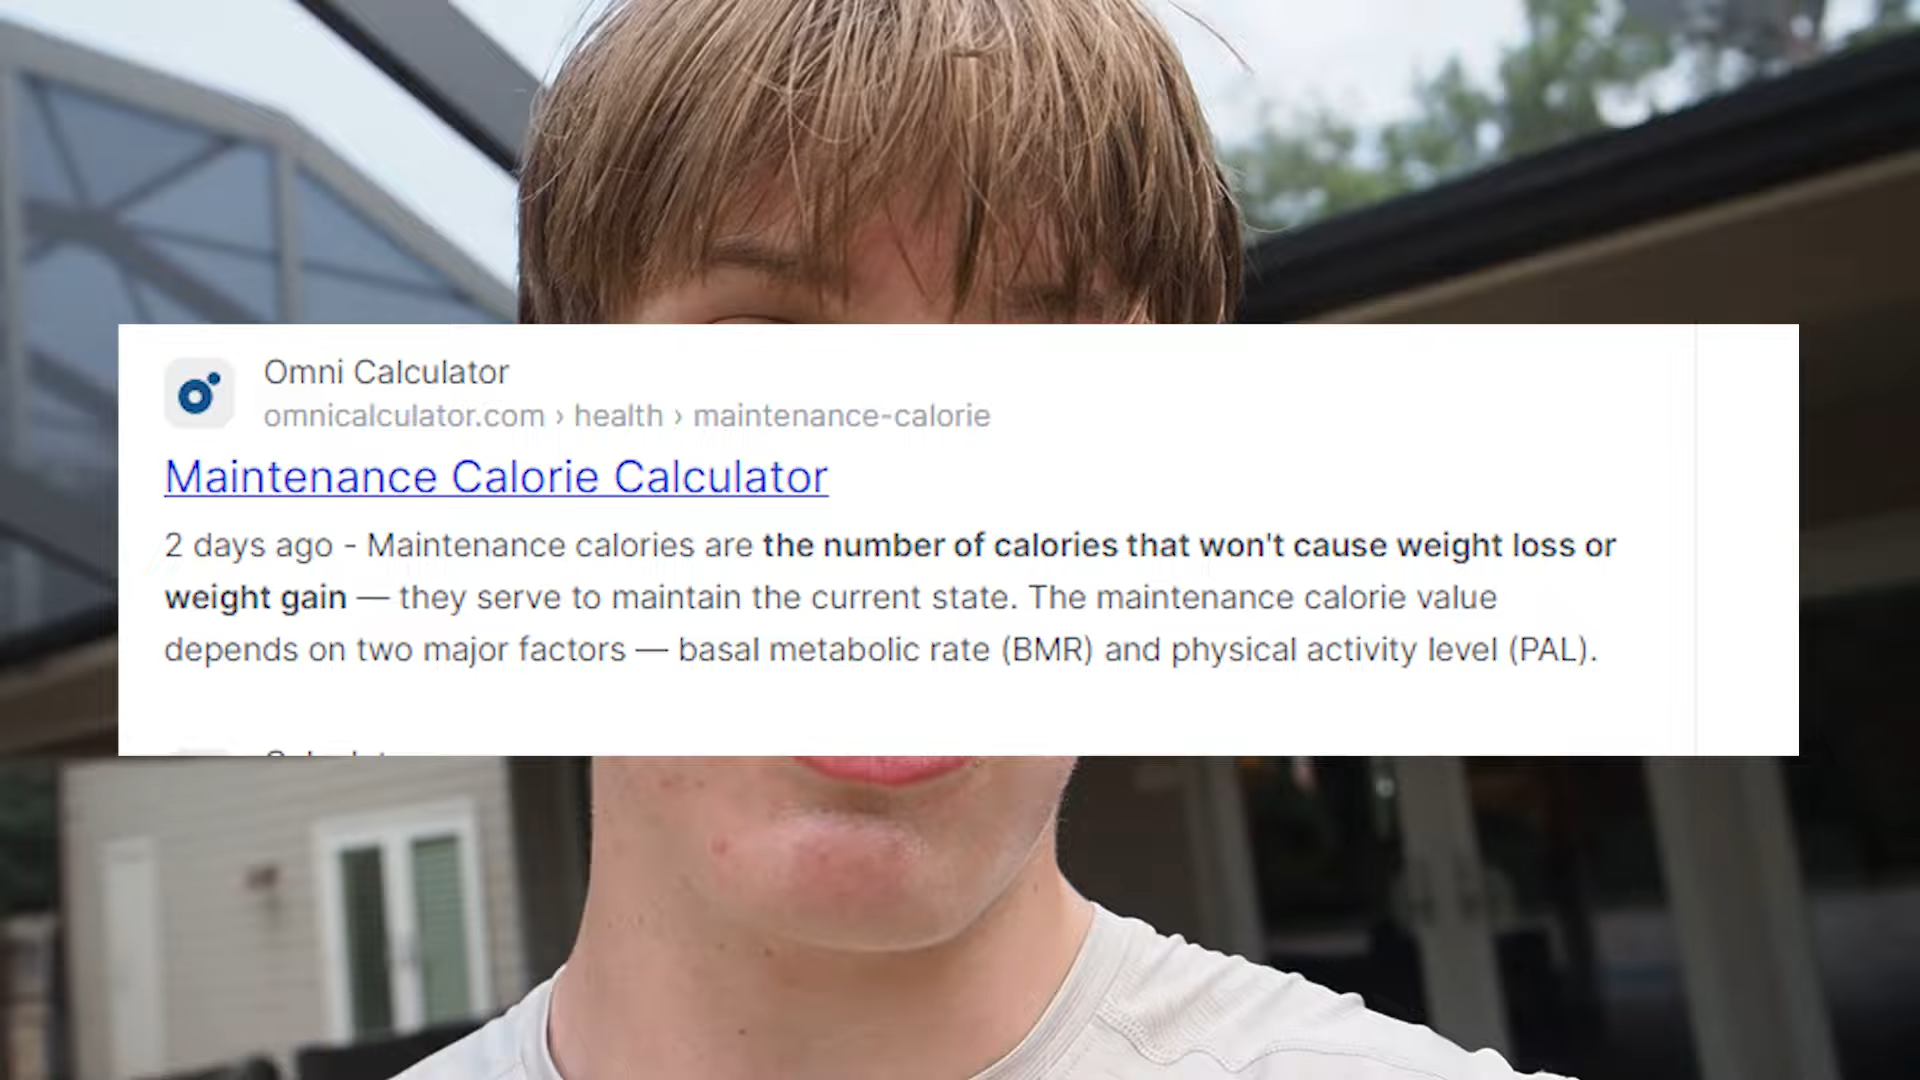 Omni Calculator
omnicalculator.com › health › maintenance-calorie
Maintenance Calorie Calculator
2 days ago - Maintenance calories are the number of calories that won't cause weight loss or
weight gain — they serve to maintain the current state. The maintenance calorie value
depends on two major factors — basal metabolic rate (BMR) and physical activity level (PAL).